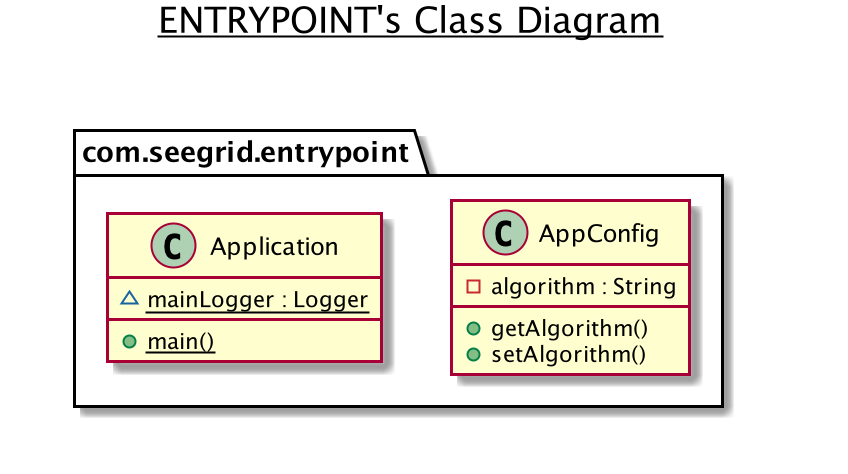 ENTRYPOINT's Class Diagram
com.seegrid.entrypoint
C Application
mainLogger : Logger
main()
C AppConfig
algorithm : String
getAlgorithm()
setAlgorithm()